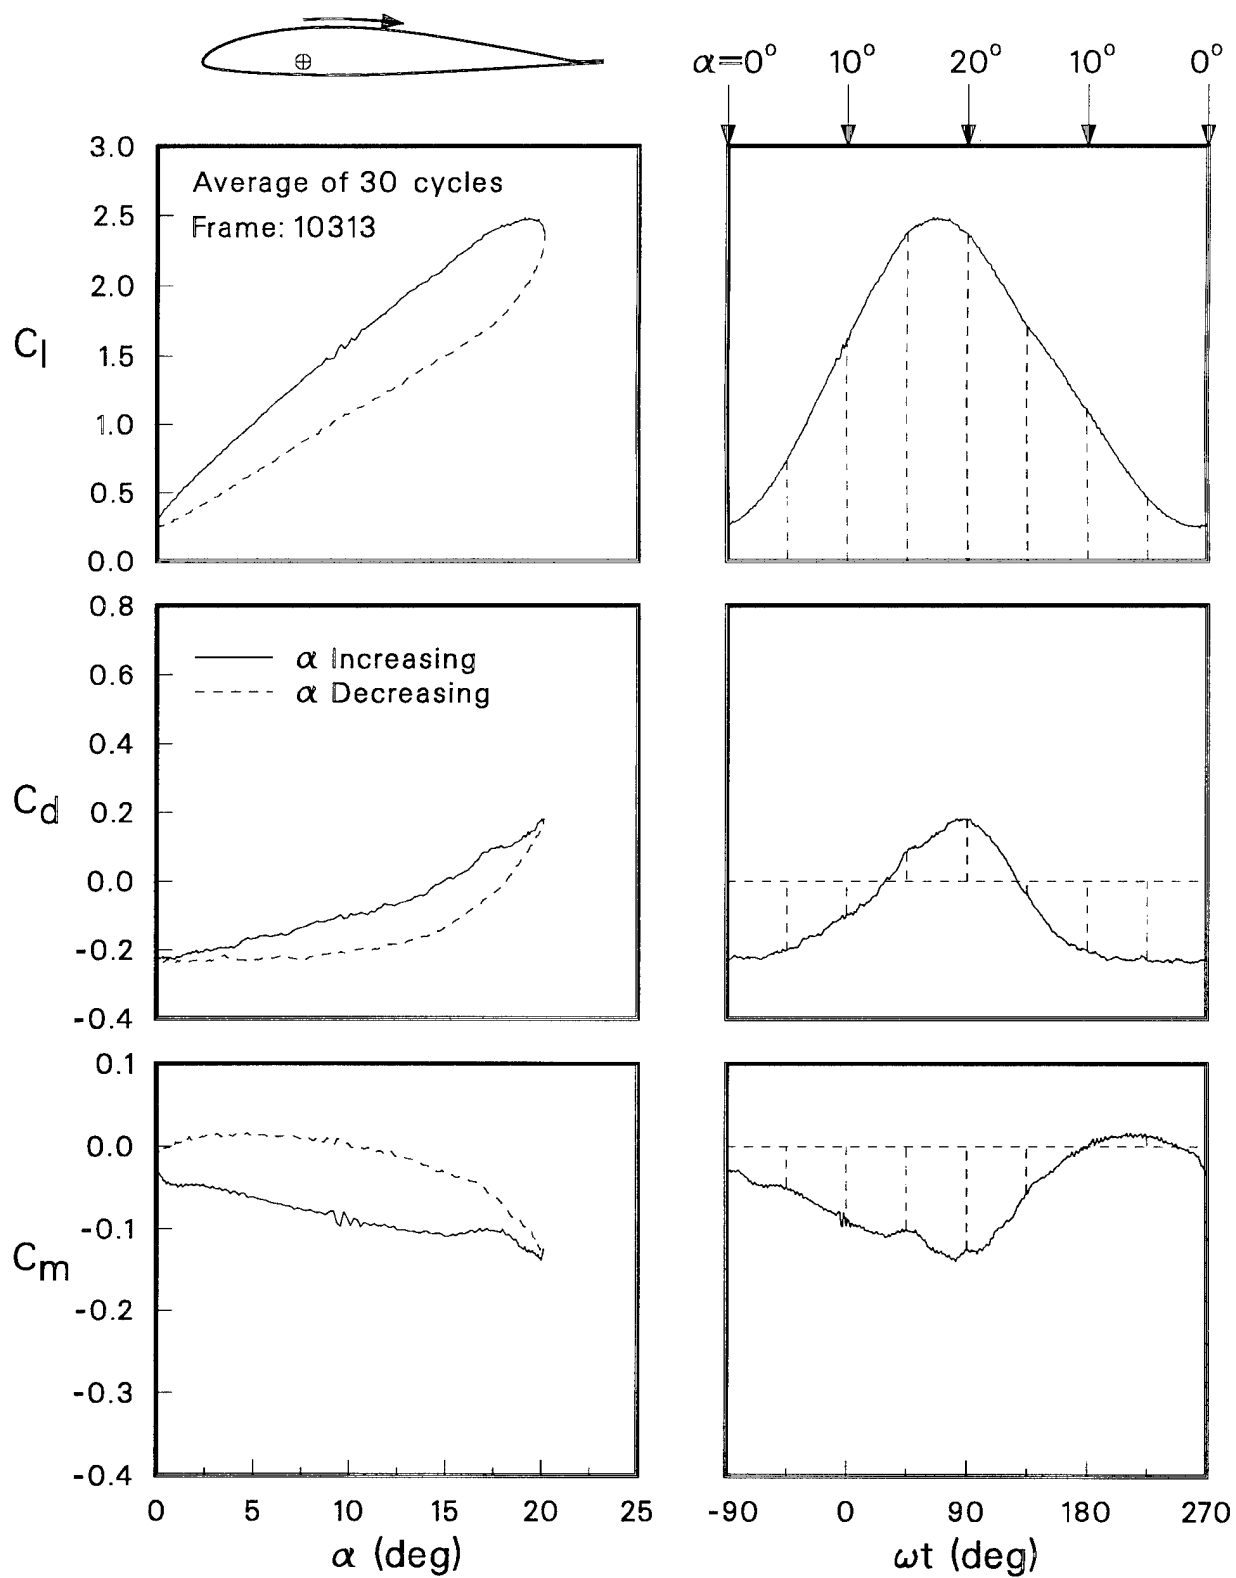 α=0° 10° 20° 10° 0°
3.0
2.5
2.0
1.5
1.0
0.5
0.0
Cl
Average of 30 cycles
Frame: 10313
0.8
0.6
0.4
0.2
0.0
-0.2
-0.4
Cd
α Increasing
α Decreasing
0.1
0.0
-0.1
-0.2
-0.3
-0.4
Cm
0 5 10 15 20 25
α (deg)
-90 0 90 180 270
ωt (deg)